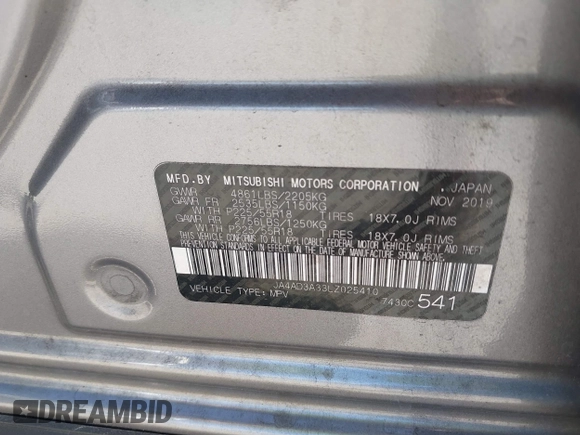 MFD.BY MITSUBISHI MOTORS CORPORATION , JAPAN
GVWR 4861LBS/2205KG NOV 2019
GAWR FR 2535LBS/1150KG
WITH P225/55R18 TIRES 18X7.0J RIMS
GAWR RR 2756LBS/1250KG
WITH P225/55R18 TIRES 18X7.0J RIMS
THIS VEHICLE CONFORMS TO ALL APPLICABLE FEDERAL MOTOR VEHICLE SAFETY AND THEFT
PREVENTION STANDARDS IN EFFECT ON THE DATE OF MANUFACTURE SHOWN ABOVE.
JA4AD3A33LZ025410
VEHICLE TYPE: MPV 7430C 541
DREAMBID